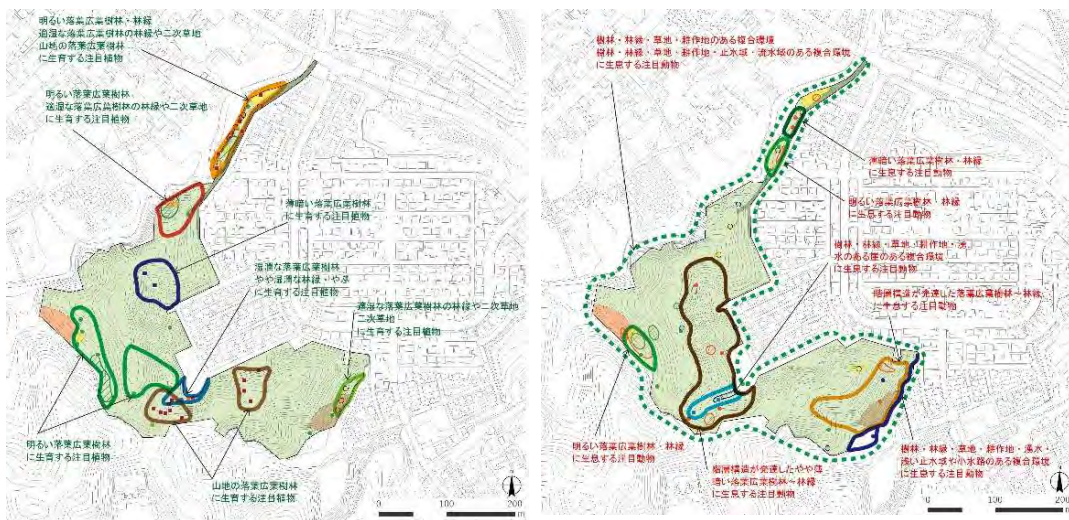 明るい落葉広葉樹林・林縁
適湿な落葉広葉樹林の林縁や二次草地
山地の落葉広葉樹林
に生育する注目植物
明るい落葉広葉樹林
適湿な落葉広葉樹林の林縁や二次草地
に生育する注目植物
薄暗い落葉広葉樹林
に生育する注目植物
湿潤な落葉広葉樹林
やや湿潤な林縁・やぶ
に生育する注目植物
適湿な落葉広葉樹林の林縁や二次草地
二次草地
に生育する注目植物
明るい落葉広葉樹林
に生育する注目植物
山地の落葉広葉樹林
に生育する注目植物
0 100 200
m
樹林・林縁・草地・耕作地のある複合環境
樹林・林縁・草地・耕作地・止水域・流水域のある複合環境
に生息する注目動物
薄暗い落葉広葉樹林・林縁
に生息する注目動物
明るい落葉広葉樹林・林縁
に生息する注目動物
樹林・林縁・草地・耕作地・湧
水のある崖のある複合環境
に生息する注目動物
階層構造が発達した落葉広葉樹林~林縁
に生息する注目動物
明るい落葉広葉樹林・林縁
に生息する注目動物
階層構造が発達したやや薄
暗い落葉広葉樹林~林縁
に生息する注目動物
樹林・林縁・草地・耕作地・湧水・
浅い止水域や小水路のある複合環境
に生息する注目動物
0 100 200
m